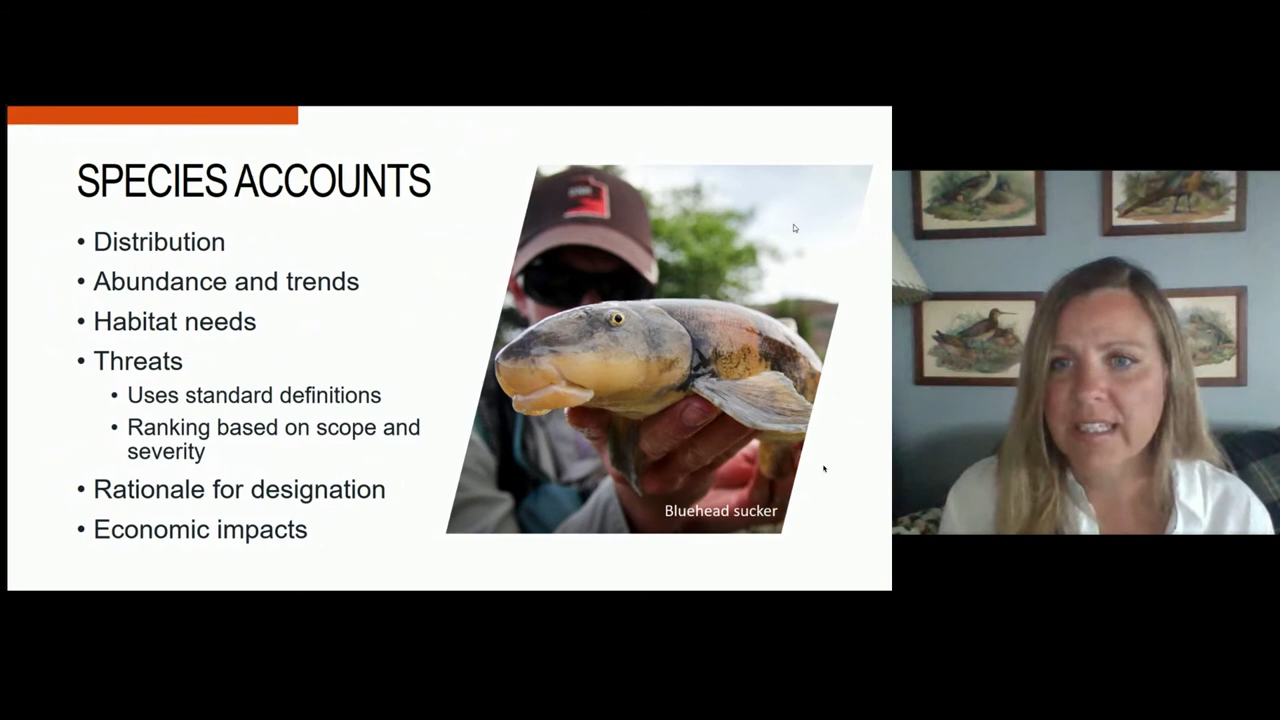 SPECIES ACCOUNTS
• Distribution
• Abundance and trends
• Habitat needs
• Threats
• Uses standard definitions
• Ranking based on scope and
severity
• Rationale for designation
• Economic impacts
Bluehead sucker